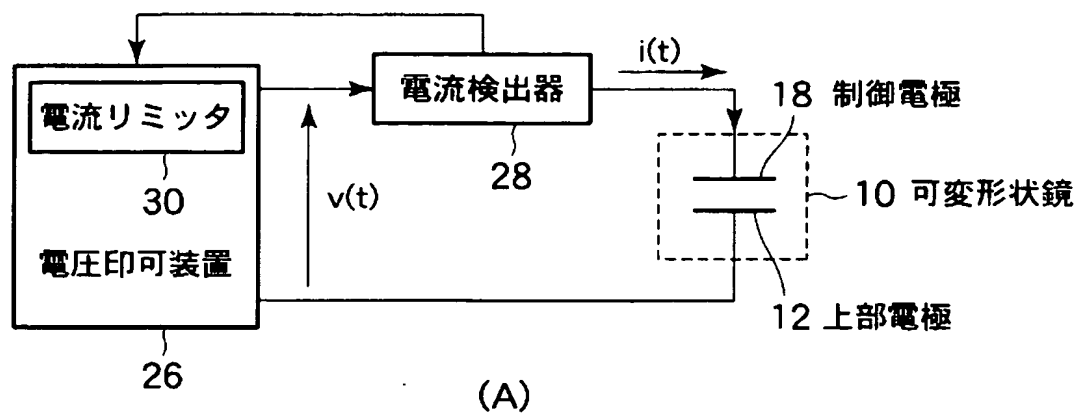 i(t)
電流検出器
28
電流リミッタ
30
v(t)
電圧印可装置
26
18 制御電極
10 可変形状鏡
12 上部電極
(A)